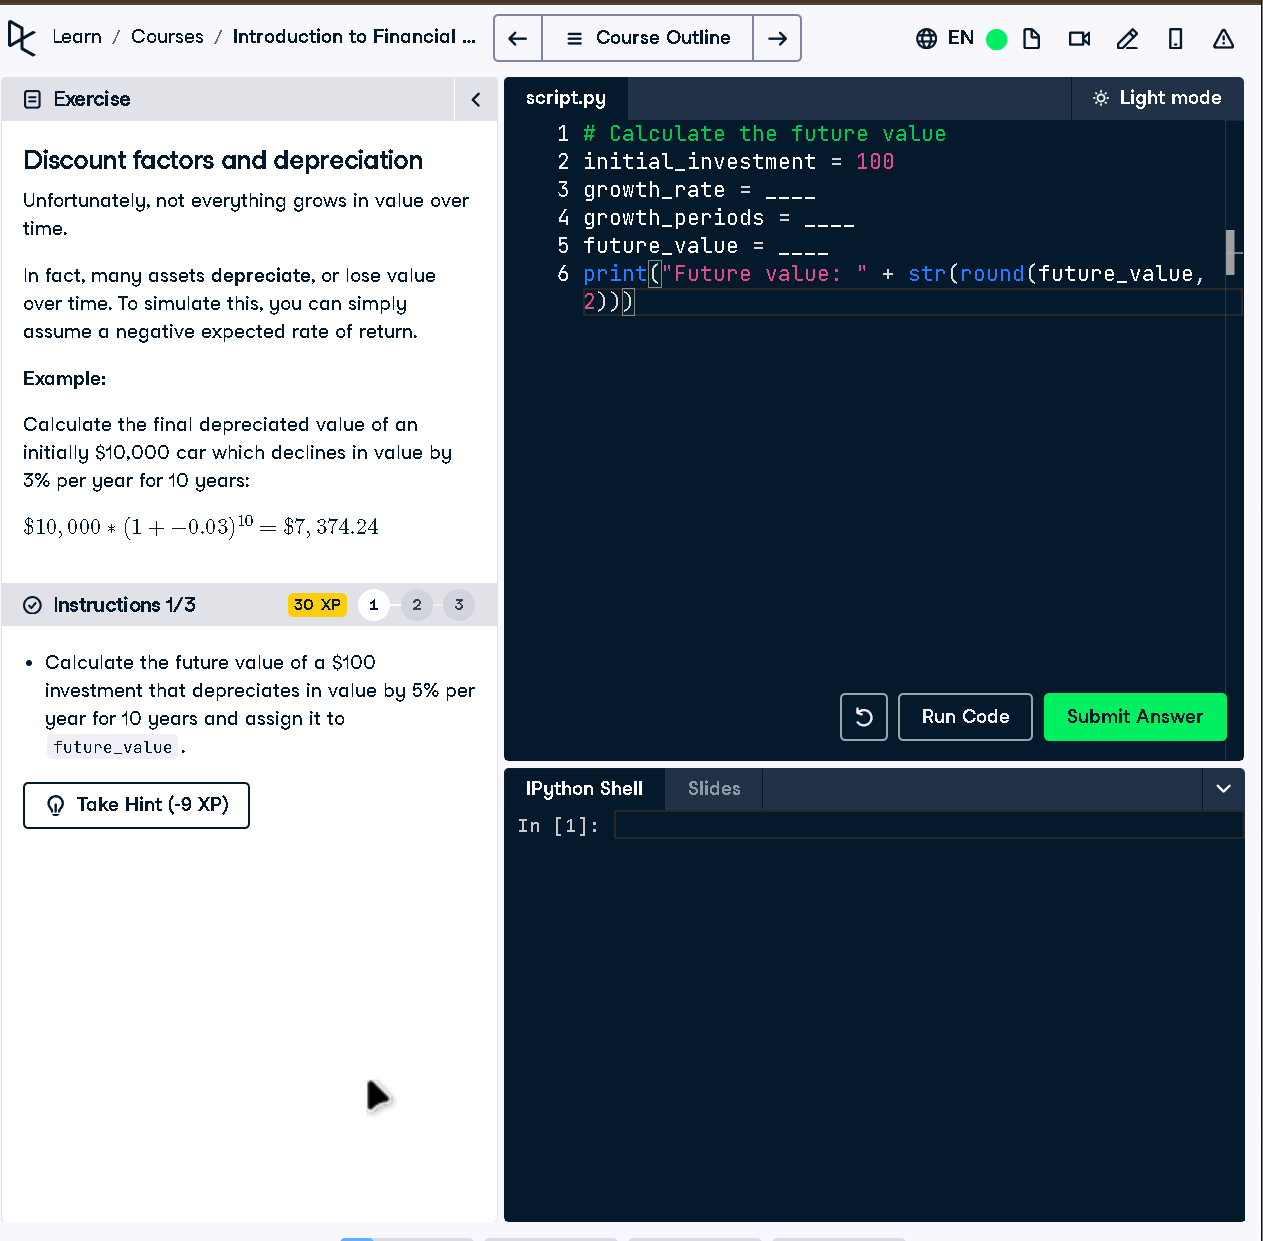 Learn / Courses / Introduction to Financial ...
Course Outline
EN
Exercise
Discount factors and depreciation
Unfortunately, not everything grows in value over
time.
In fact, many assets depreciate, or lose value
over time. To simulate this, you can simply
assume a negative expected rate of return.
Example:
Calculate the final depreciated value of an
initially $10,000 car which declines in value by
3% per year for 10 years:
$10,000 * (1 + −0.03)^10 = $7,374.24
Instructions 1/3
30 XP
1 2 3
• Calculate the future value of a $100
investment that depreciates in value by 5% per
year for 10 years and assign it to
future_value .
Take Hint (-9 XP)
script.py
Light mode
1 # Calculate the future value
2 initial_investment = 100
3 growth_rate = ____
4 growth_periods = ____
5 future_value = ____
6 print("Future value: " + str(round(future_value,
2)))
Run Code
Submit Answer
IPython Shell
Slides
In [1]: